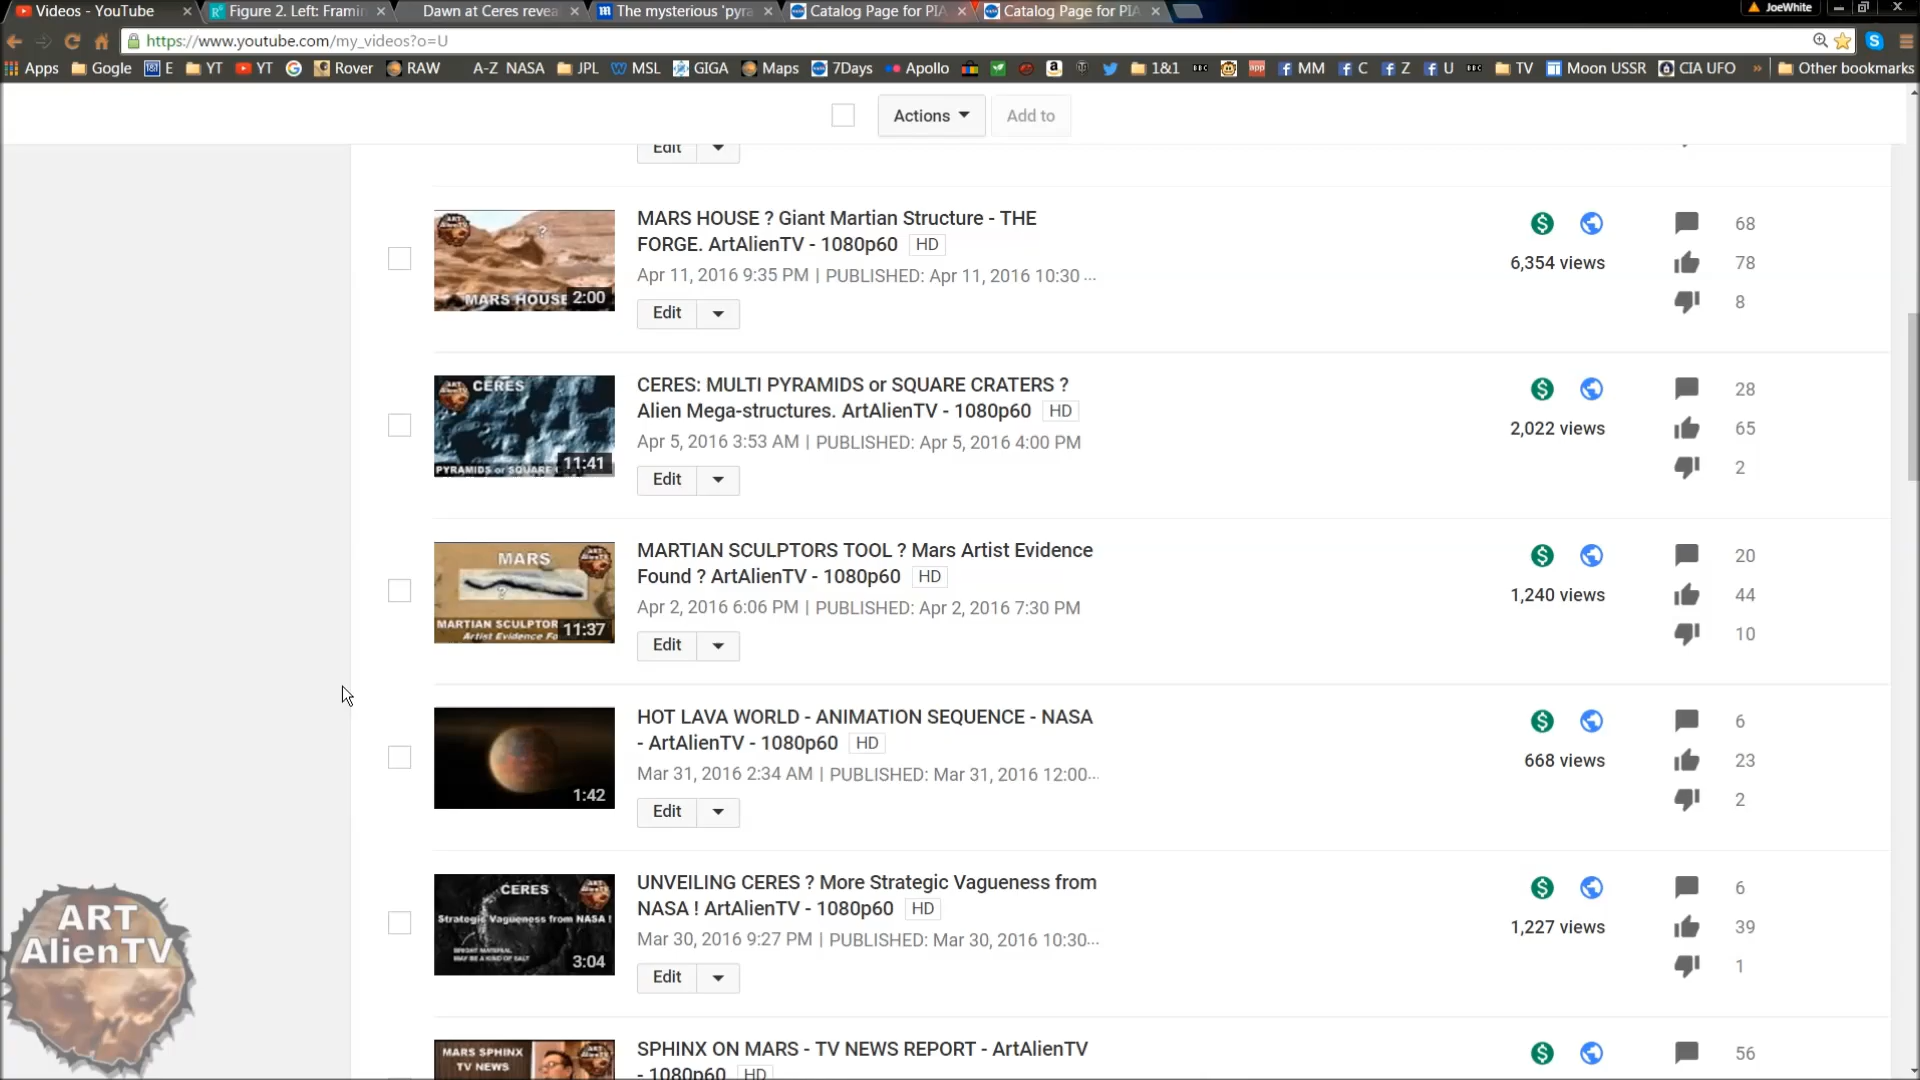 Videos - YouTube
Figure 2. Left: Framin
Dawn at Ceres revea
The mysterious 'pyra
Catalog Page for PIA
Catalog Page for PIA
JoeWhite
https://www.youtube.com/my_videos?o=U
Apps Gogle E YT YT Rover RAW A-Z NASA JPL MSL GIGA Maps 7Days Apollo 1&1 MM C Z U TV Moon USSR CIA UFO » Other bookmarks
Actions Add to
Edit
MARS HOUSE ? Giant Martian Structure - THE
FORGE. ArtAlienTV - 1080p60 HD
Apr 11, 2016 9:35 PM | PUBLISHED: Apr 11, 2016 10:30 ...
Edit
MARS HOUSE 2:00
6,354 views
68
78
8
CERES: MULTI PYRAMIDS or SQUARE CRATERS ?
Alien Mega-structures. ArtAlienTV - 1080p60 HD
Apr 5, 2016 3:53 AM | PUBLISHED: Apr 5, 2016 4:00 PM
Edit
CERES
PYRAMIDS or SQUARE
11:41
2,022 views
28
65
2
MARTIAN SCULPTORS TOOL ? Mars Artist Evidence
Found ? ArtAlienTV - 1080p60 HD
Apr 2, 2016 6:06 PM | PUBLISHED: Apr 2, 2016 7:30 PM
Edit
MARS
?
MARTIAN SCULPTOR
Artist Evidence Fo
11:37
1,240 views
20
44
10
HOT LAVA WORLD - ANIMATION SEQUENCE - NASA
- ArtAlienTV - 1080p60 HD
Mar 31, 2016 2:34 AM | PUBLISHED: Mar 31, 2016 12:00...
Edit
1:42
668 views
6
23
2
UNVEILING CERES ? More Strategic Vagueness from
NASA ! ArtAlienTV - 1080p60 HD
Mar 30, 2016 9:27 PM | PUBLISHED: Mar 30, 2016 10:30...
Edit
CERES
Strategic Vagueness from NASA !
BRIGHT MATERIAL,
MAY BE A KIND OF SALT
3:04
1,227 views
6
39
1
SPHINX ON MARS - TV NEWS REPORT - ArtAlienTV
- 1080p60 HD
MARS SPHINX
TV NEWS
56
ART
AlienTV